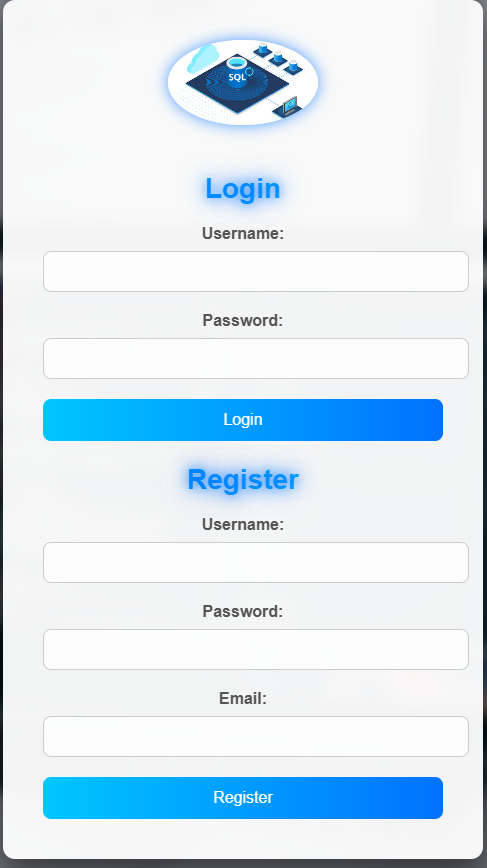 SQL
Login
Username:
Password:
Login
Register
Username:
Password:
Email:
Register